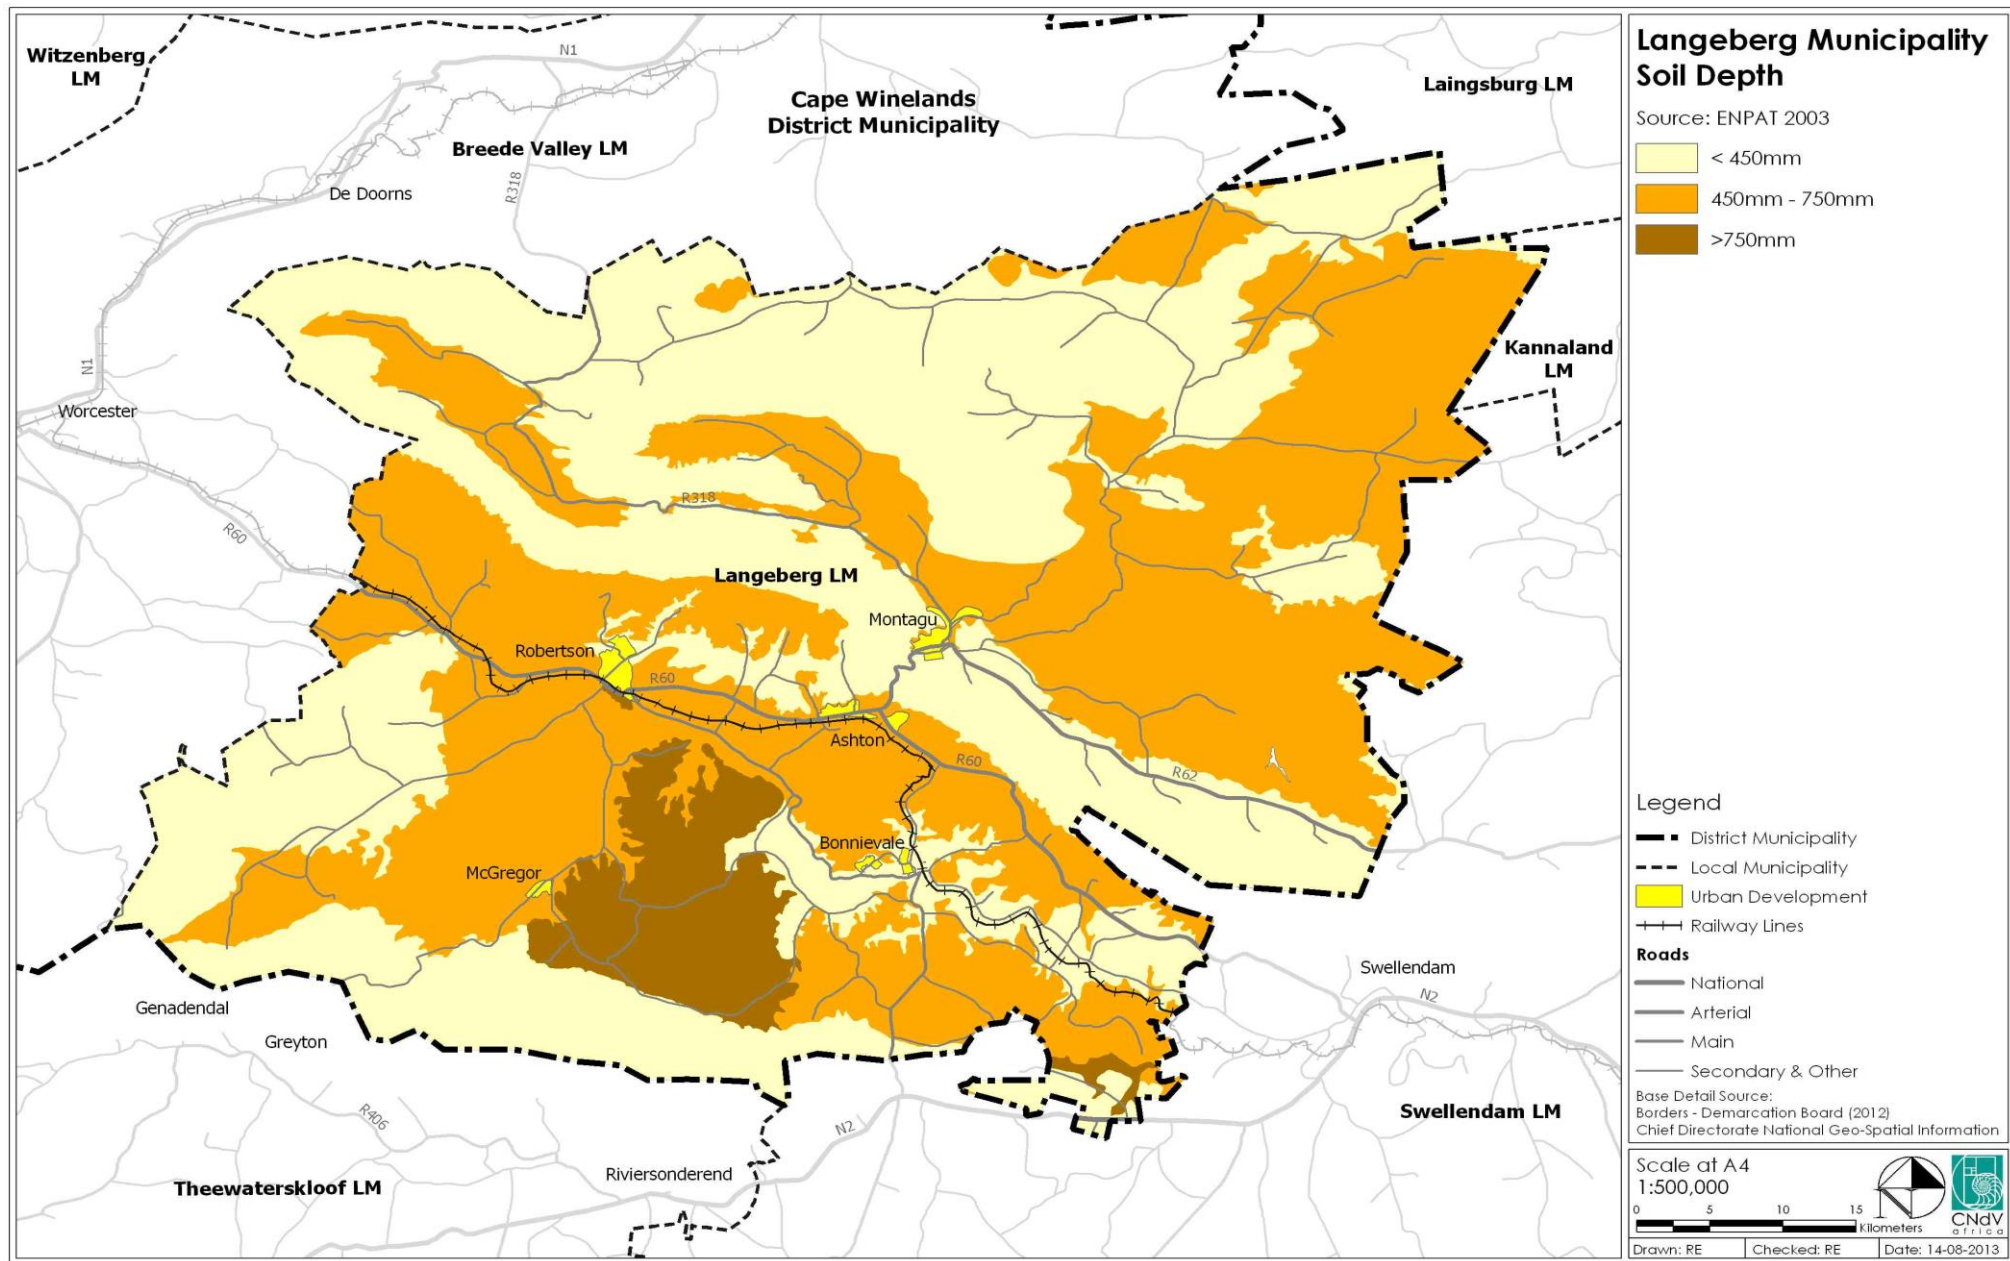 Langeberg Municipality
Soil Depth
Source: ENPAT 2003
< 450mm
450mm - 750mm
>750mm
Witzenberg
LM
N1
Cape Winelands
District Municipality
Laingsburg LM
Breede Valley LM
R318
De Doorns
N1
Kannaland
LM
Worcester
R318
R60
Langeberg LM
Montagu
Robertson
R60
Ashton
R60
R62
Bonnievale
McGregor
Swellendam
N2
Genadendal
Greyton
R406
N2
Swellendam LM
Riviersonderend
Theewaterskloof LM
Legend
District Municipality
Local Municipality
Urban Development
Railway Lines
Roads
National
Arterial
Main
Secondary & Other
Base Detail Source:
Borders - Demarcation Board (2012)
Chief Directorate National Geo-Spatial Information
Scale at A4
1:500,000
0 5 10 15
Kilometers
CNdV
africa
Drawn: RE Checked: RE Date: 14-08-2013